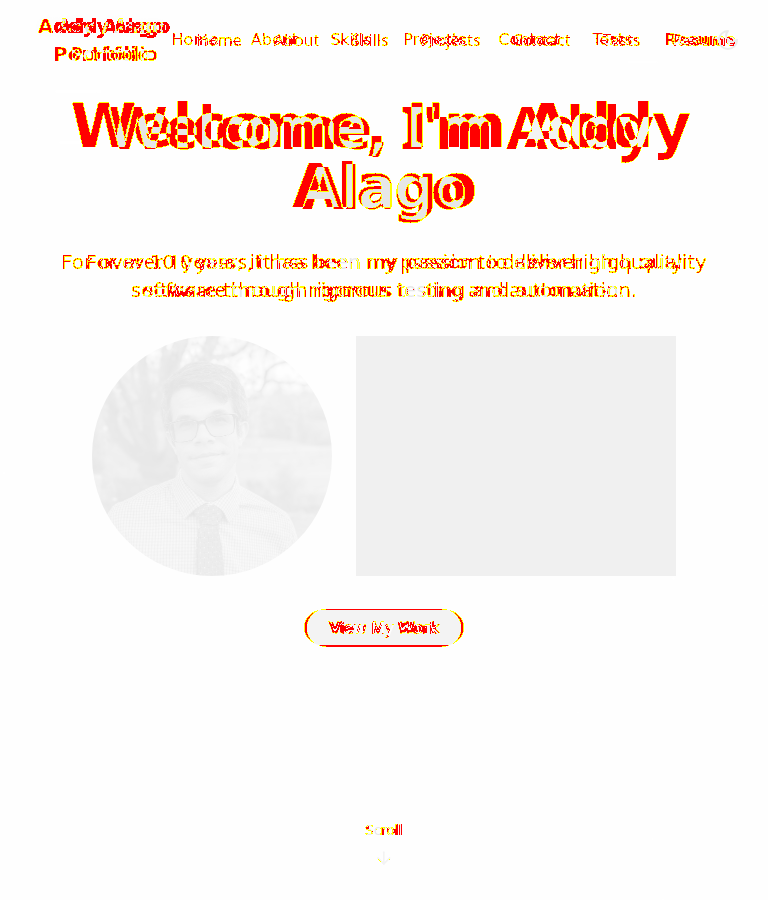 Addy Alago
Portfolio
Home About Skills Projects Contact Tests Resume
Welcome, I'm Addy
Alago
For over 10 years, it has been my passion to deliver high quality
software through rigorous testing and automation.
View My Work
Scroll